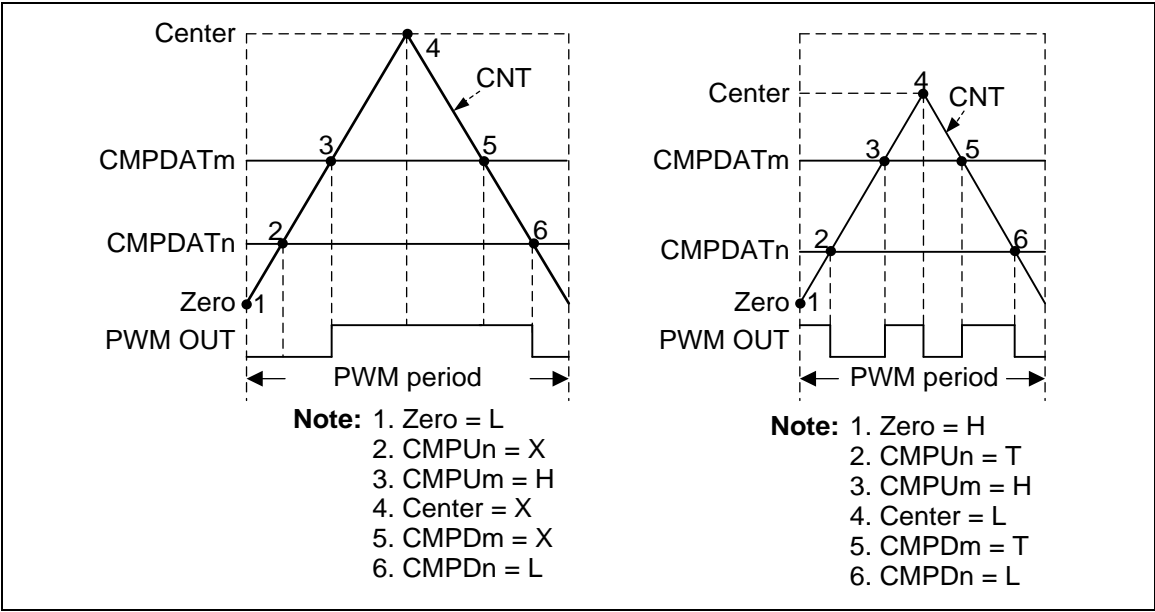 Center
4
CNT
3
5
CMPDATm
2
6
CMPDATn
Zero
1
PWM OUT
PWM period
Note: 1. Zero = L
2. CMPUn = X
3. CMPUm = H
4. Center = X
5. CMPDm = X
6. CMPDn = L
4
Center
CNT
3
5
CMPDATm
2
6
CMPDATn
Zero
1
PWM OUT
PWM period
Note: 1. Zero = H
2. CMPUn = T
3. CMPUm = H
4. Center = L
5. CMPDm = T
6. CMPDn = L